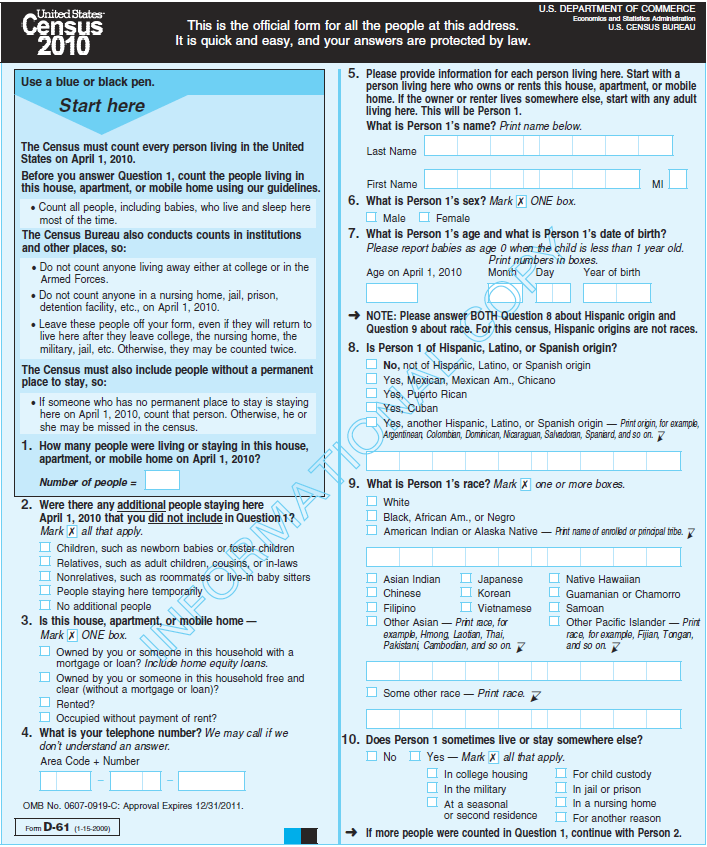 United States®
Census
2010
This is the official form for all the people at this address.
It is quick and easy, and your answers are protected by law.
U.S. DEPARTMENT OF COMMERCE
Economics and Statistics Administration
U.S. CENSUS BUREAU
Use a blue or black pen.
Start here
The Census must count every person living in the United
States on April 1, 2010.
Before you answer Question 1, count the people living in
this house, apartment, or mobile home using our guidelines.
• Count all people, including babies, who live and sleep here
most of the time.
The Census Bureau also conducts counts in institutions
and other places, so:
• Do not count anyone living away either at college or in the
Armed Forces.
• Do not count anyone in a nursing home, jail, prison,
detention facility, etc., on April 1, 2010.
• Leave these people off your form, even if they will return to
live here after they leave college, the nursing home, the
military, jail, etc. Otherwise, they may be counted twice.
The Census must also include people without a permanent
place to stay, so:
• If someone who has no permanent place to stay is staying
here on April 1, 2010, count that person. Otherwise, he or
she may be missed in the census.
1. How many people were living or staying in this house,
apartment, or mobile home on April 1, 2010?
Number of people =
2. Were there any additional people staying here
April 1, 2010 that you did not include in Question 1?
Mark X all that apply.
Children, such as newborn babies or foster children
Relatives, such as adult children, cousins, or in-laws
Nonrelatives, such as roommates or live-in baby sitters
People staying here temporarily
No additional people
3. Is this house, apartment, or mobile home —
Mark X ONE box.
Owned by you or someone in this household with a
mortgage or loan? Include home equity loans.
Owned by you or someone in this household free and
clear (without a mortgage or loan)?
Rented?
Occupied without payment of rent?
4. What is your telephone number? We may call if we
don't understand an answer.
Area Code + Number
– –
OMB No. 0607-0919-C: Approval Expires 12/31/2011.
Form D-61 (1-15-2009)
5. Please provide information for each person living here. Start with a
person living here who owns or rents this house, apartment, or mobile
home. If the owner or renter lives somewhere else, start with any adult
living here. This will be Person 1.
What is Person 1's name? Print name below.
Last Name
First Name MI
6. What is Person 1's sex? Mark X ONE box.
Male Female
7. What is Person 1's age and what is Person 1's date of birth?
Please report babies as age 0 when the child is less than 1 year old.
Print numbers in boxes.
Age on April 1, 2010 Month Day Year of birth
➜ NOTE: Please answer BOTH Question 8 about Hispanic origin and
Question 9 about race. For this census, Hispanic origins are not races.
8. Is Person 1 of Hispanic, Latino, or Spanish origin?
No, not of Hispanic, Latino, or Spanish origin
Yes, Mexican, Mexican Am., Chicano
Yes, Puerto Rican
Yes, Cuban
Yes, another Hispanic, Latino, or Spanish origin — Print origin, for example,
Argentinean, Colombian, Dominican, Nicaraguan, Salvadoran, Spaniard, and so on.
9. What is Person 1's race? Mark X one or more boxes.
White
Black, African Am., or Negro
American Indian or Alaska Native — Print name of enrolled or principal tribe.
Asian Indian Japanese Native Hawaiian
Chinese Korean Guamanian or Chamorro
Filipino Vietnamese Samoan
Other Asian — Print race, for Other Pacific Islander — Print
example, Hmong, Laotian, Thai, race, for example, Fijian, Tongan,
Pakistani, Cambodian, and so on. and so on.
Some other race — Print race.
10. Does Person 1 sometimes live or stay somewhere else?
No Yes — Mark X all that apply.
In college housing For child custody
In the military In jail or prison
At a seasonal In a nursing home
or second residence For another reason
➜ If more people were counted in Question 1, continue with Person 2.
INFORMATIONAL COPY